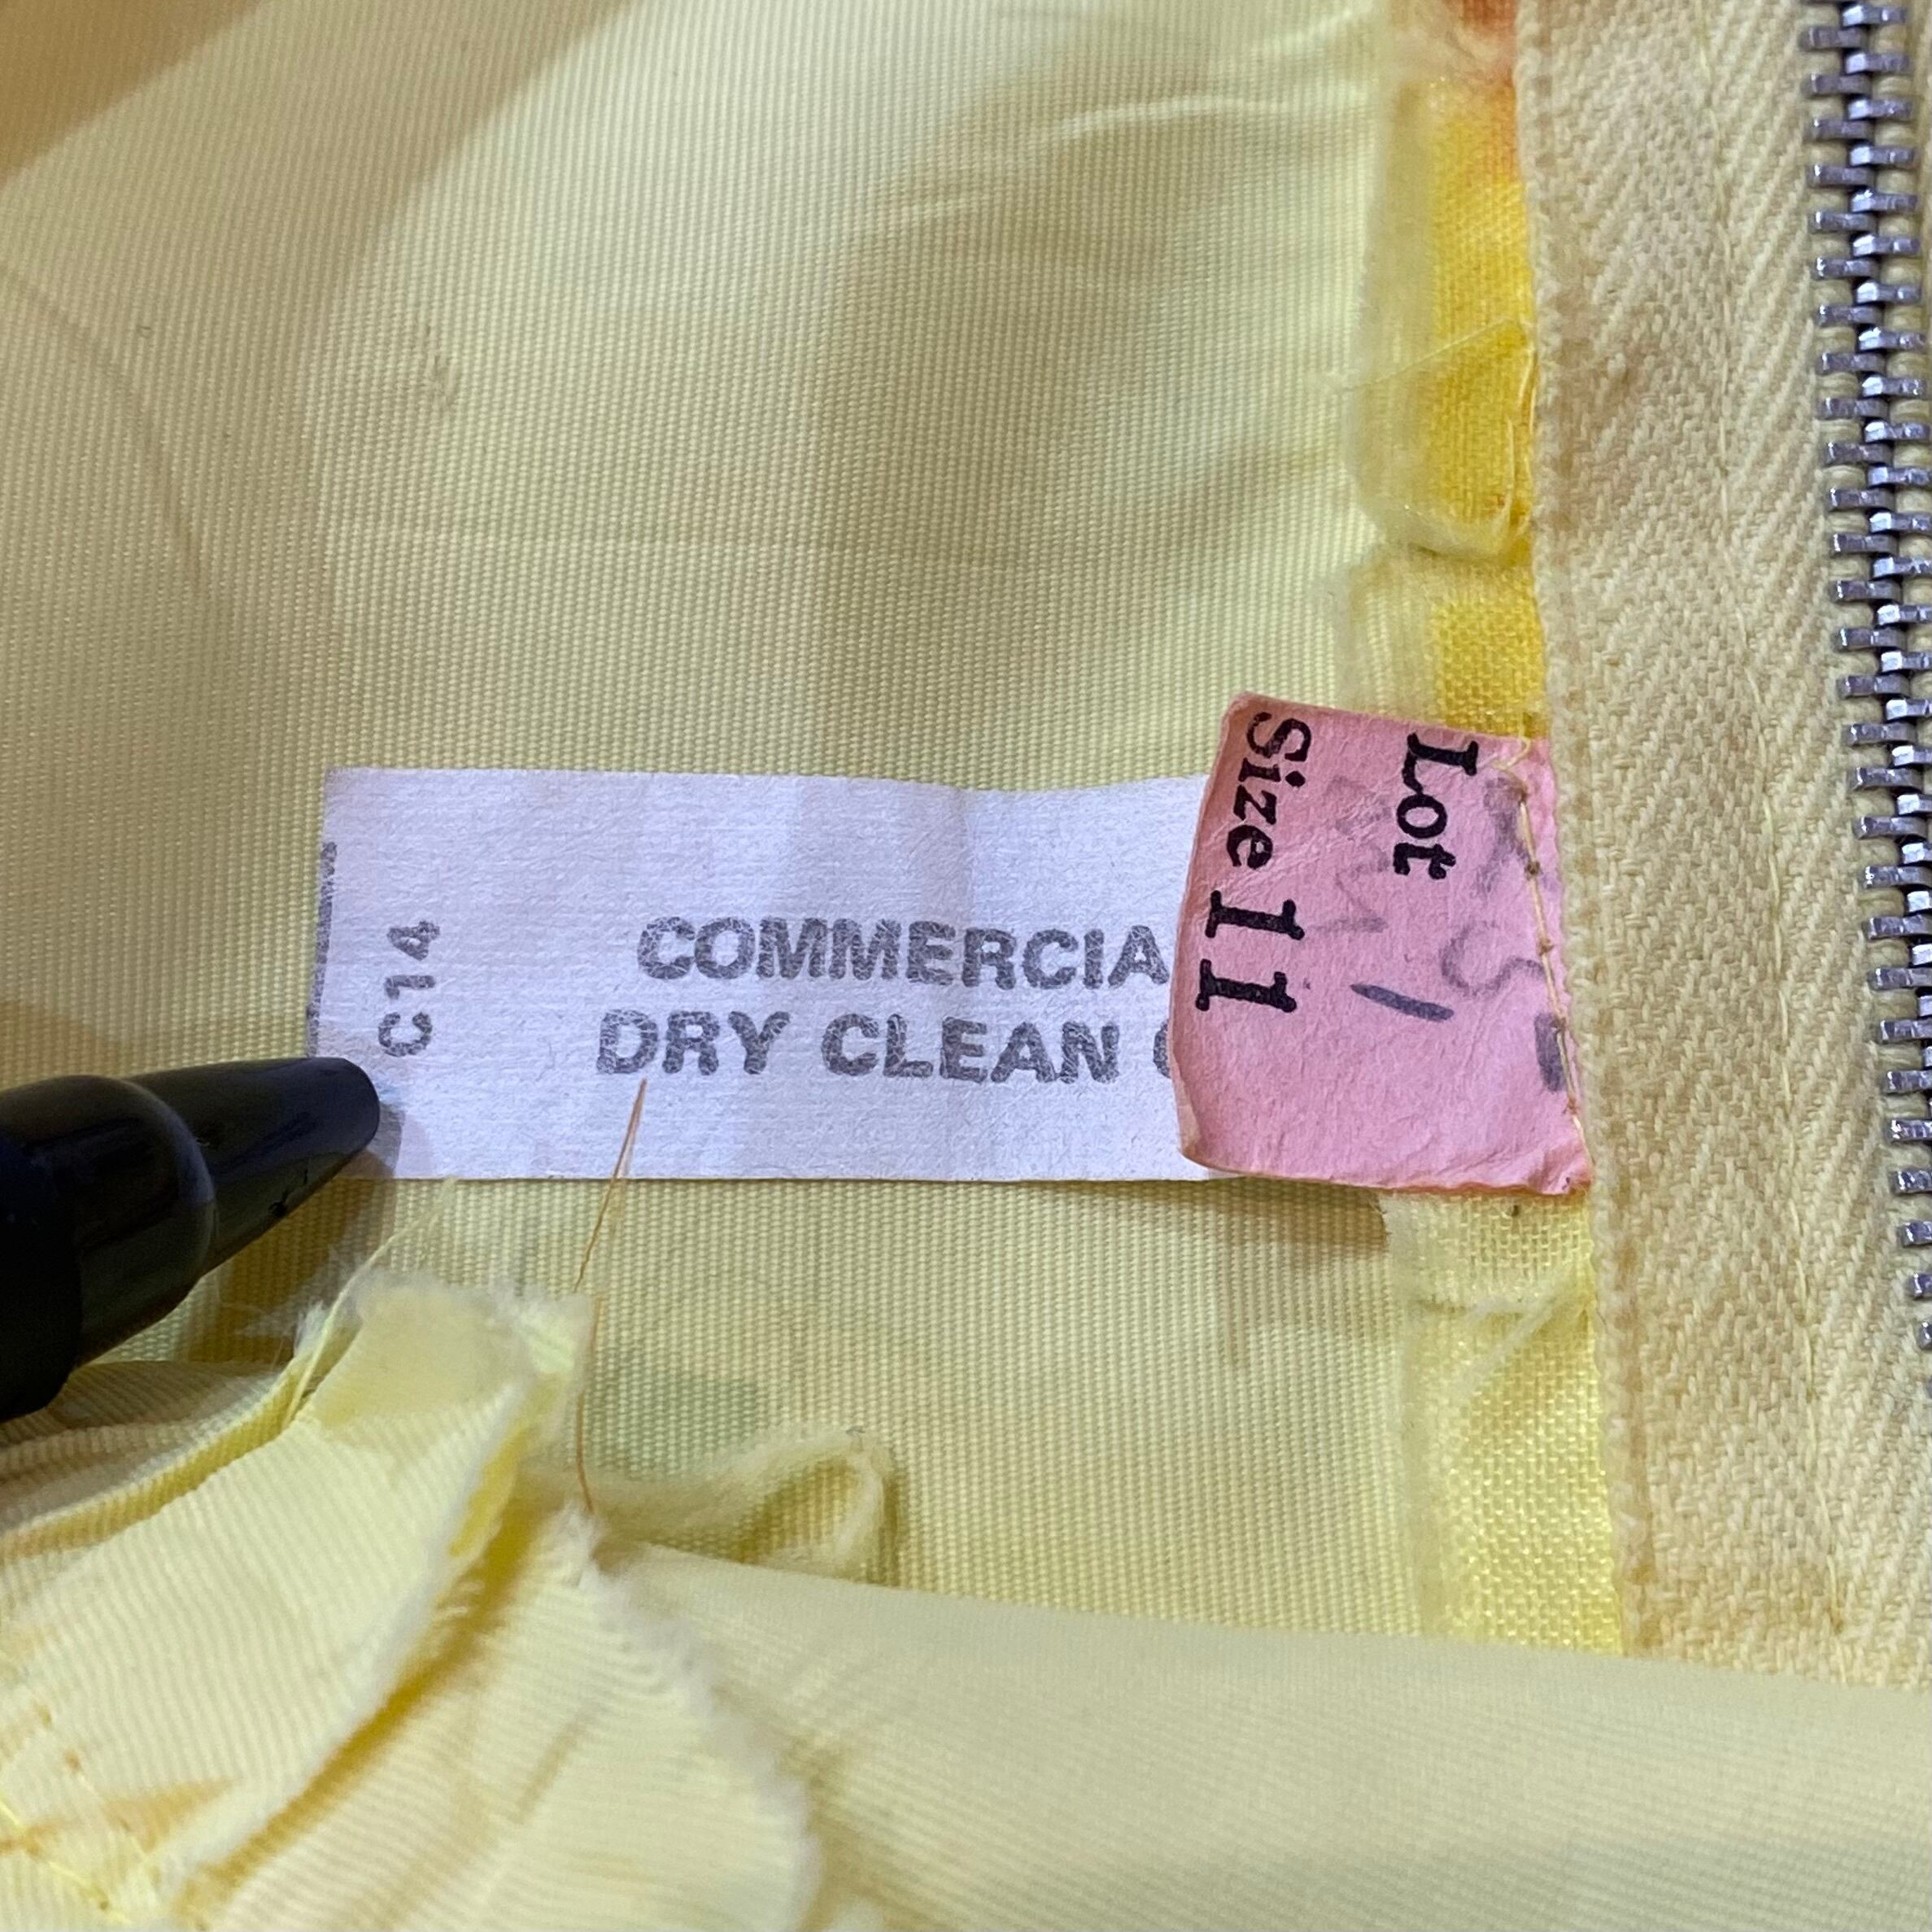 C14
COMMERCIA
DRY CLEAN
Lot
Size 11